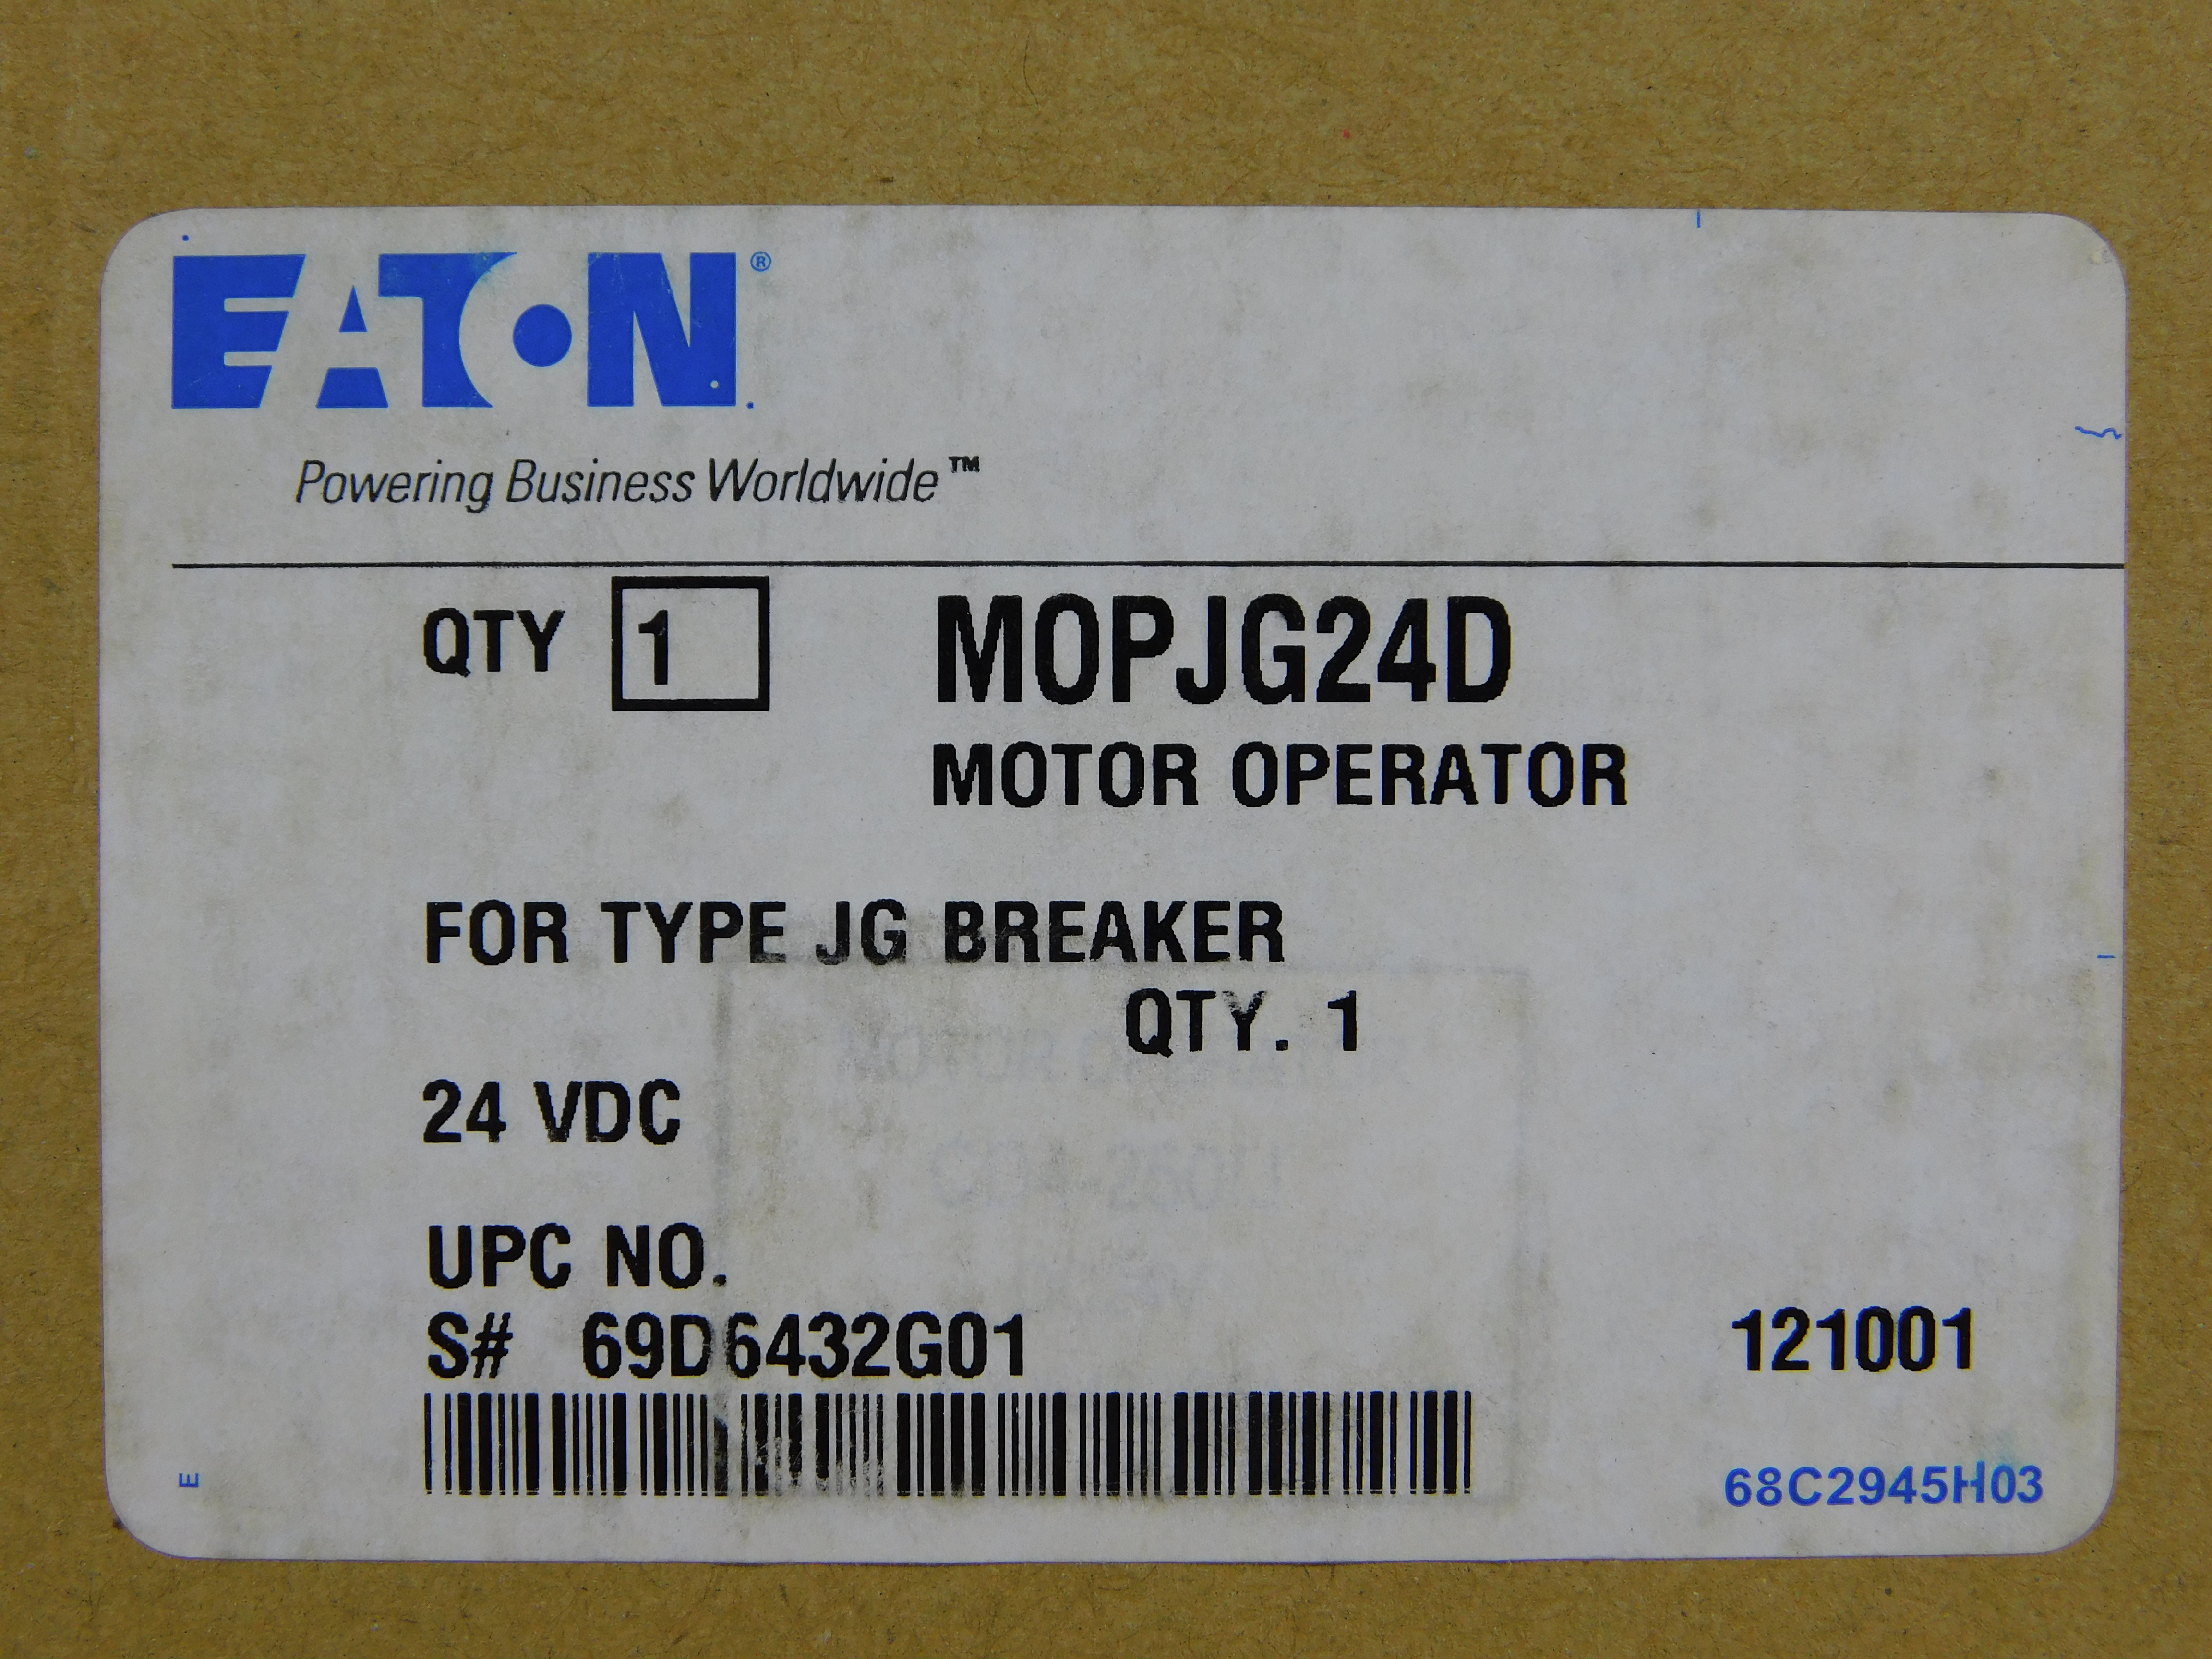 EATON®
Powering Business Worldwide™
QTY 1 MOPJG24D
MOTOR OPERATOR
FOR TYPE JG BREAKER
QTY. 1
24 VDC
UPC NO.
S# 69D6432G01 121001
E 68C2945H03